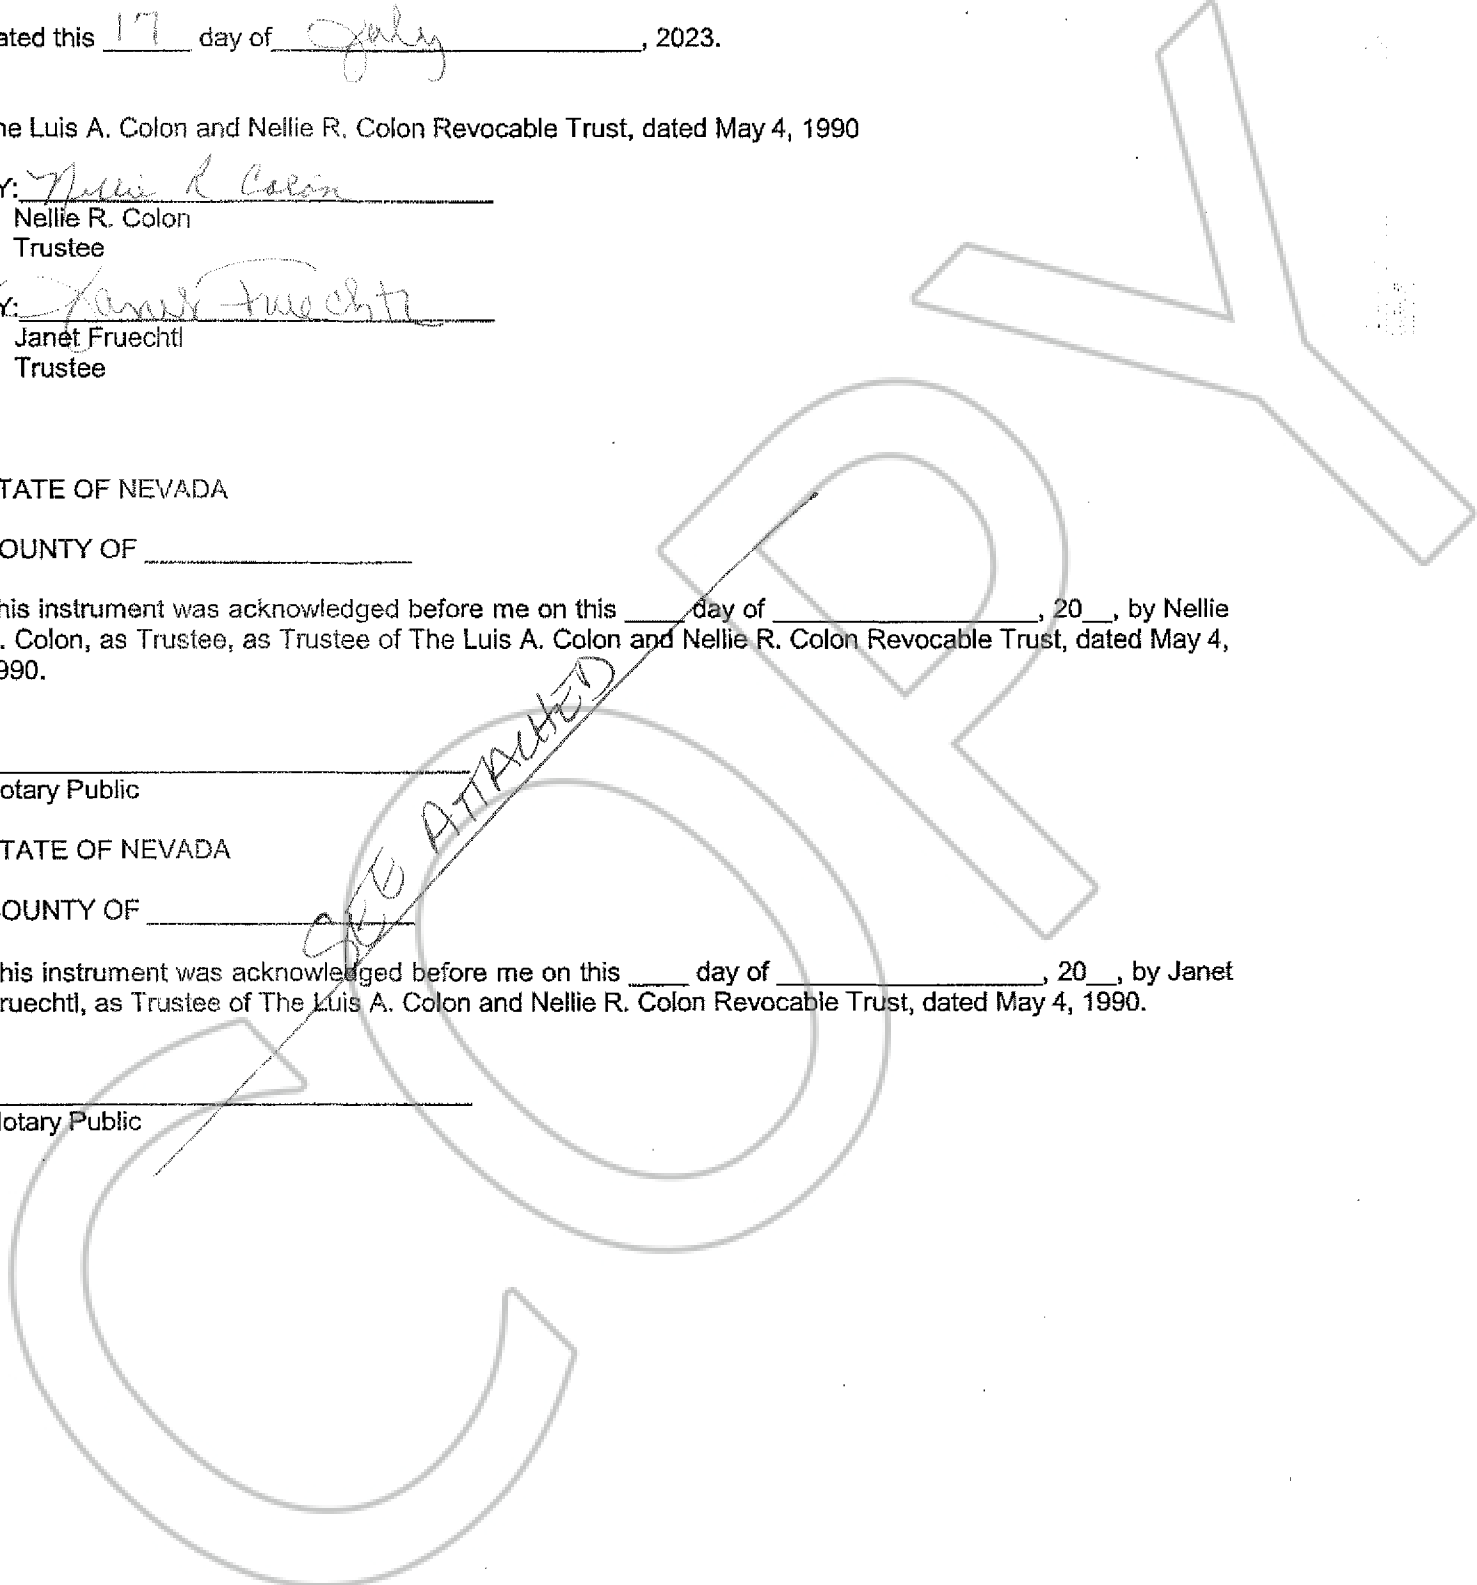 ated this 17 day of July, 2023.
he Luis A. Colon and Nellie R. Colon Revocable Trust, dated May 4, 1990
Y: Nellie R Colon
Nellie R. Colon
Trustee
Y: Janet Fruechtl
Janet Fruechtl
Trustee
TATE OF NEVADA
OUNTY OF ____________
his instrument was acknowledged before me on this ____ day of ____________, 20__, by Nellie
. Colon, as Trustee, as Trustee of The Luis A. Colon and Nellie R. Colon Revocable Trust, dated May 4,
990.
otary Public
TATE OF NEVADA
OUNTY OF ____________
SEE ATTACHED
his instrument was acknowledged before me on this ____ day of ____________, 20__, by Janet
ruechtl, as Trustee of The Luis A. Colon and Nellie R. Colon Revocable Trust, dated May 4, 1990.
lotary Public
COPY